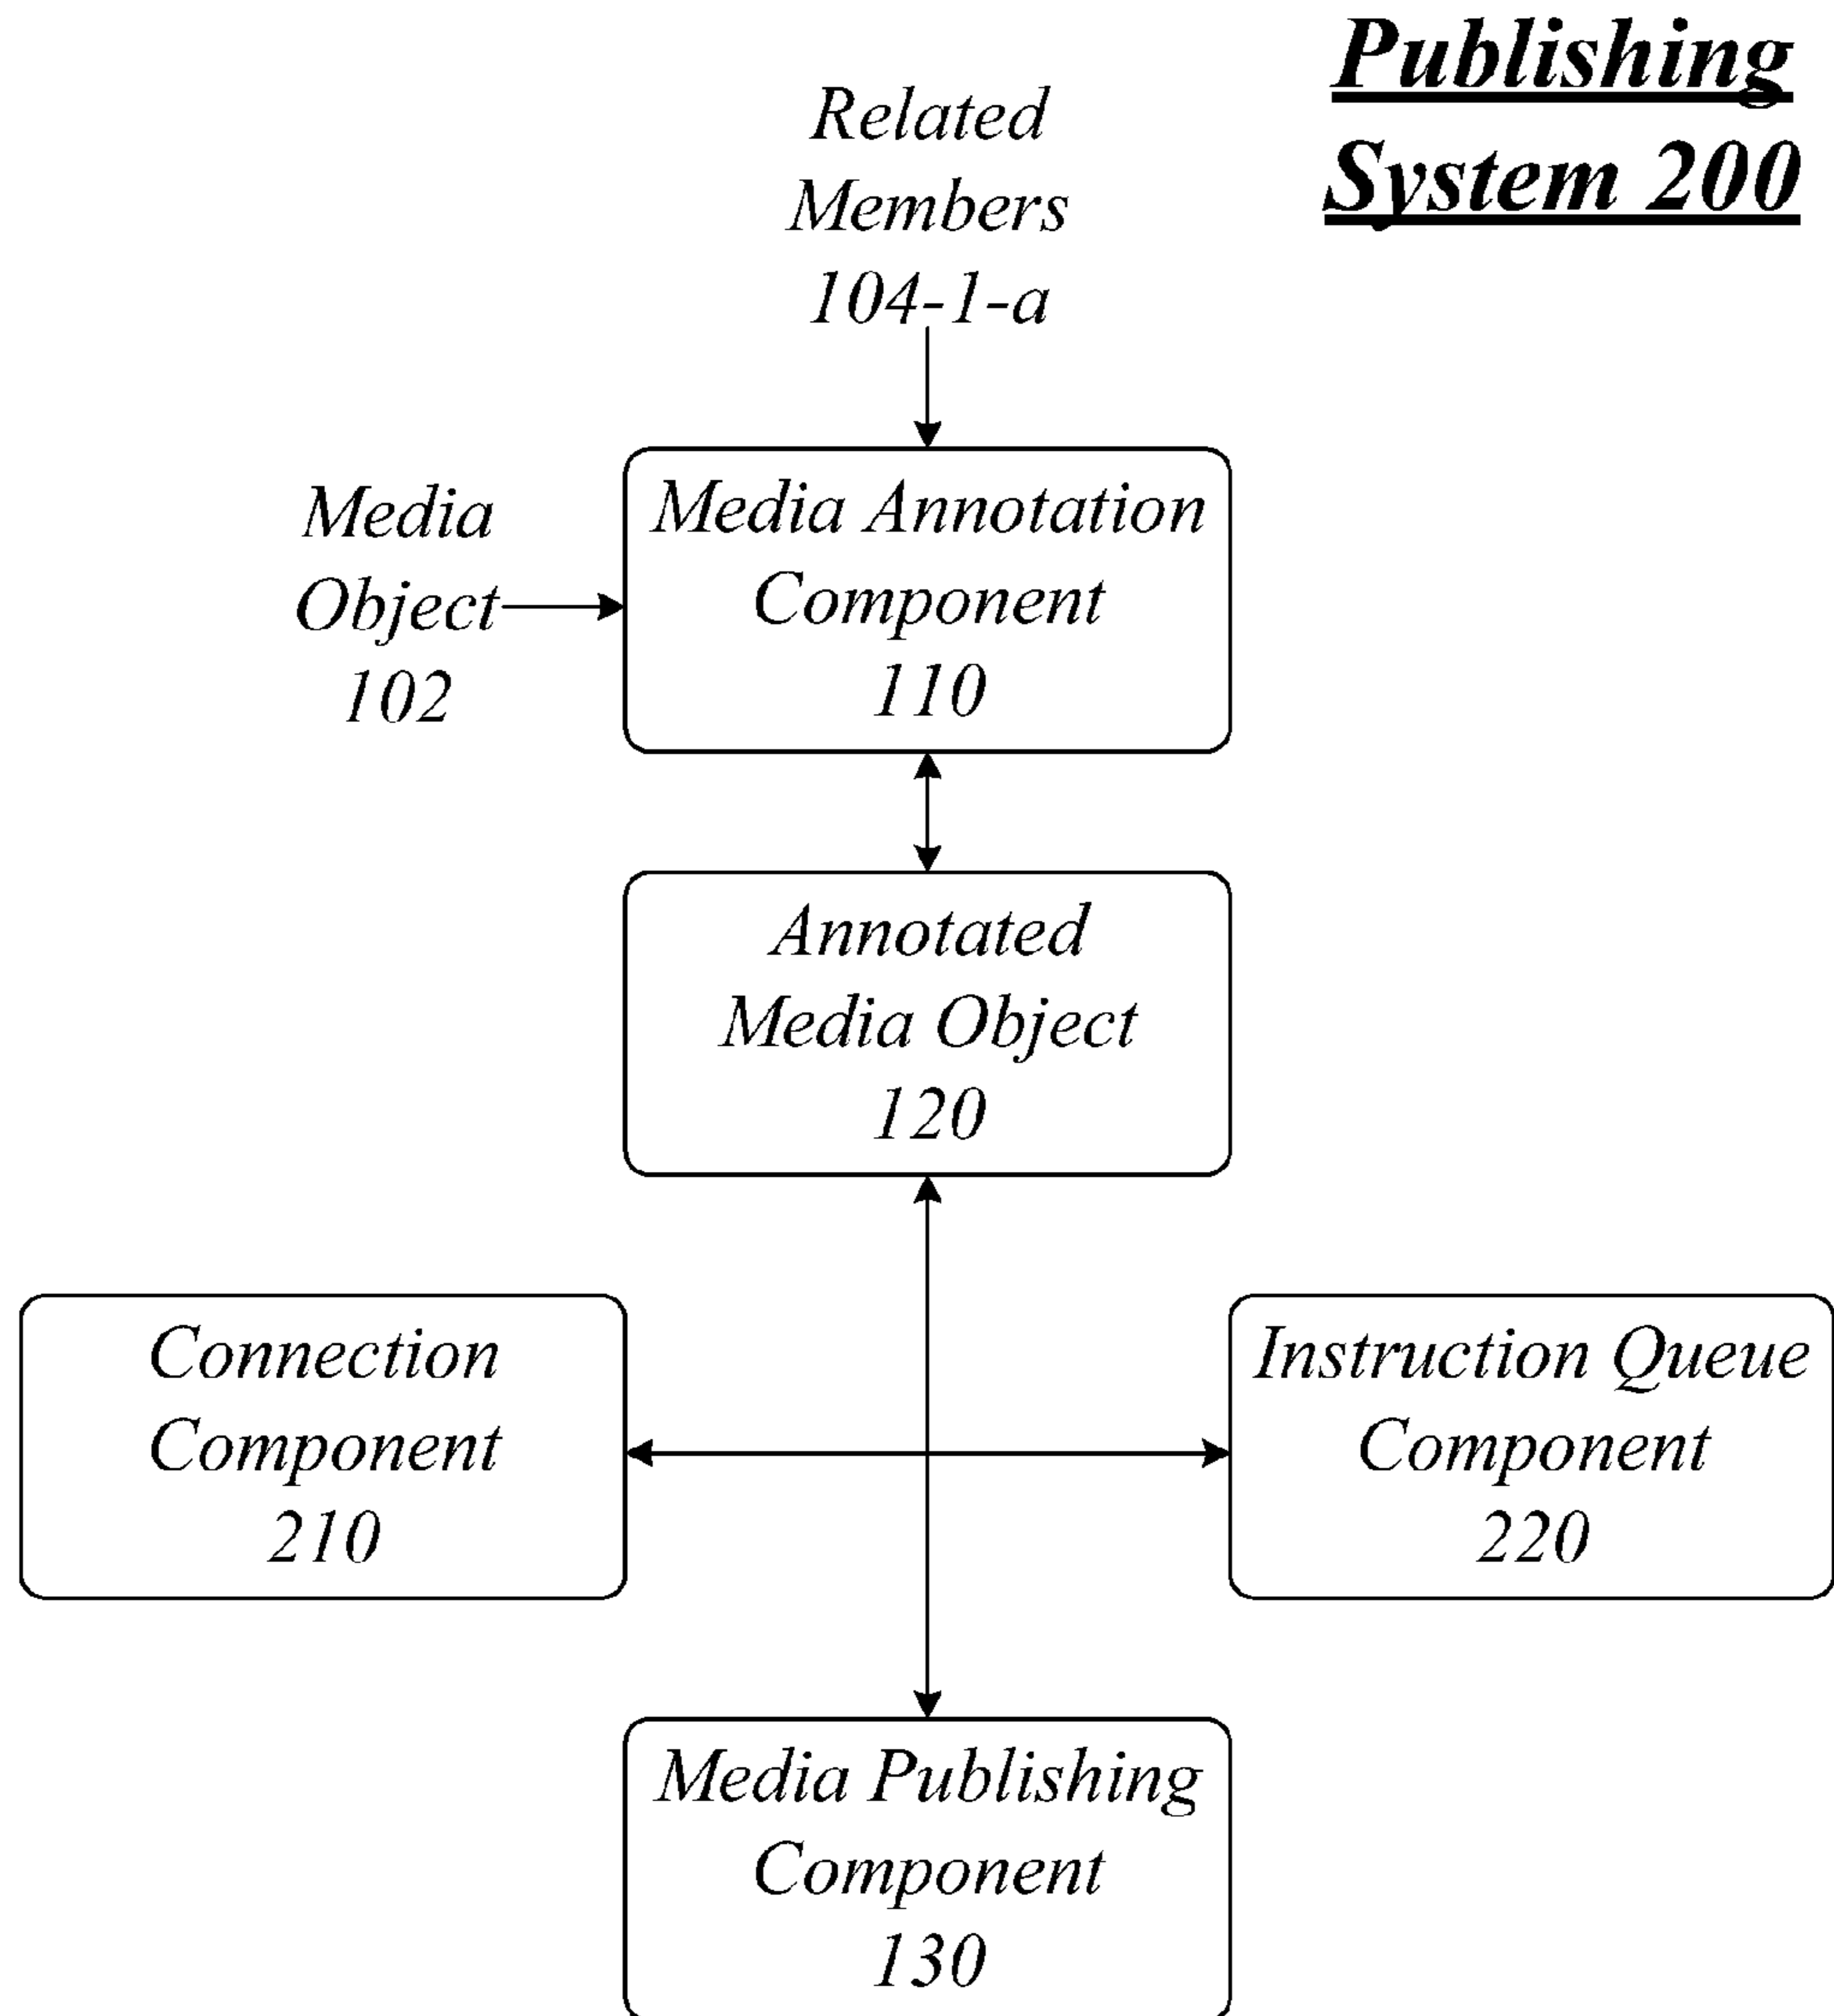 Publishing
System 200
Related
Members
104-1-a
Media
Object
102
Media Annotation
Component
110
Annotated
Media Object
120
Connection
Component
210
Instruction Queue
Component
220
Media Publishing
Component
130